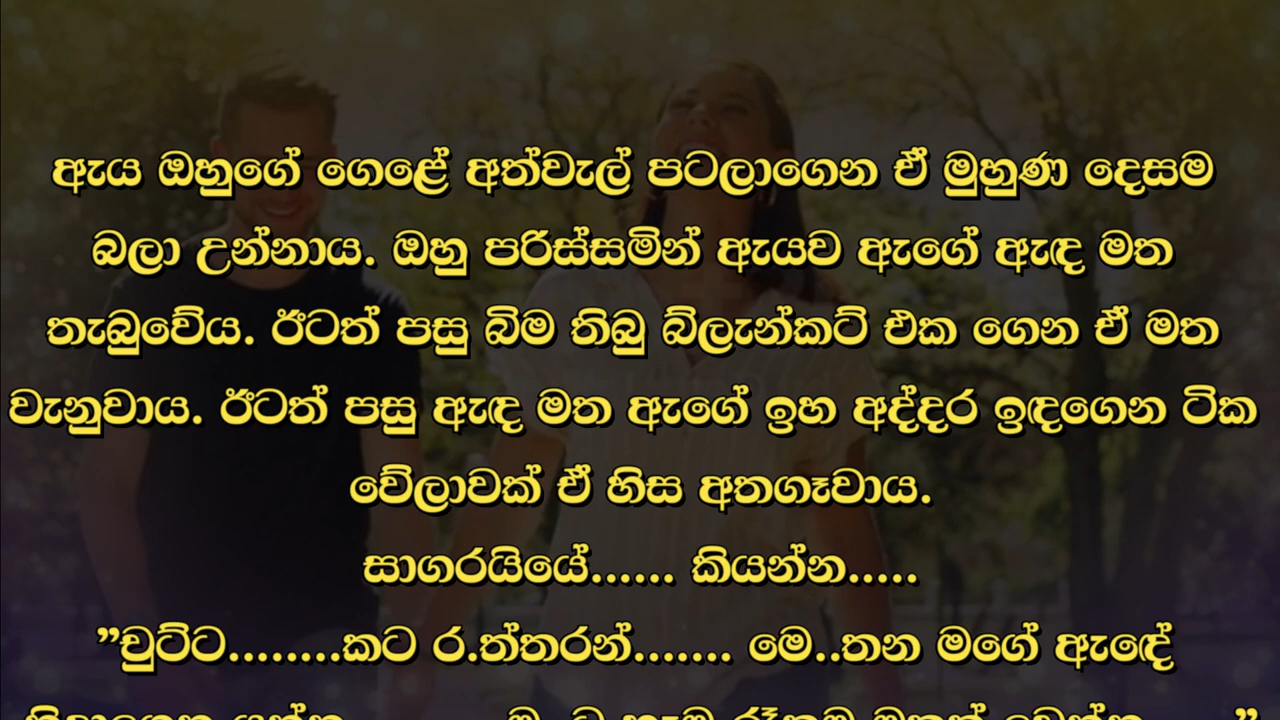 ඇය ඔහුගේ ගෙළේ අත්වැල් පටලාගෙන ඒ මුහුණ දෙසම
බලා උන්නාය. ඔහු පරිස්සමින් ඇයව ඇගේ ඇඳ මත
තැබුවේය. ඊටත් පසු බිම තිබු බ්ලැන්කට් එක ගෙන ඒ මත
වැනුවාය. ඊටත් පසු ඇඳ මත ඇගේ ඉහ අද්දර ඉඳගෙන ටික
වේලාවක් ඒ හිස අතගෑවාය.
සාගරයියේ...... කියන්න.....
”චුට්ට........කට ර.ත්තරන්....... මෙ..තන මගේ ඇඳේ